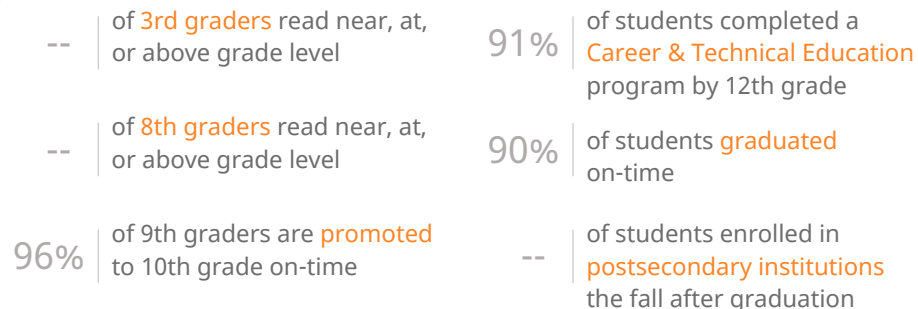 -- of 3rd graders read near, at,
or above grade level
-- of 8th graders read near, at,
or above grade level
96% of 9th graders are promoted
to 10th grade on-time
91% of students completed a
Career & Technical Education
program by 12th grade
90% of students graduated
on-time
-- of students enrolled in
postsecondary institutions
the fall after graduation